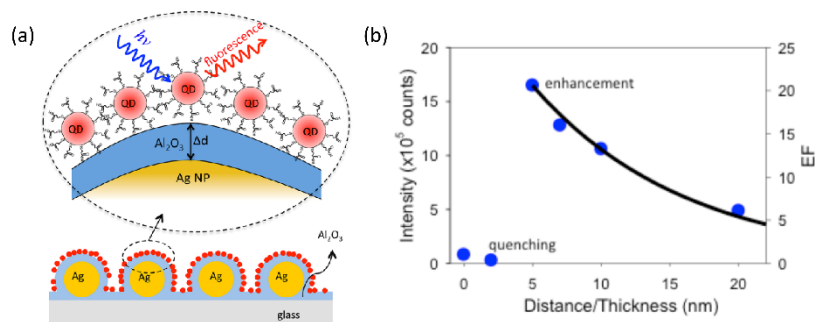 (a)
hν
fluorescence
QD
QD
QD
QD
QD
Al₂O₃
Δd
Ag NP
Al₂O₃
Ag
Ag
Ag
Ag
glass
(b)
20
15
10
5
0
Intensity (x10⁵ counts)
enhancement
quenching
25
20
15
10
5
0
EF
0
5
10
15
20
Distance/Thickness (nm)